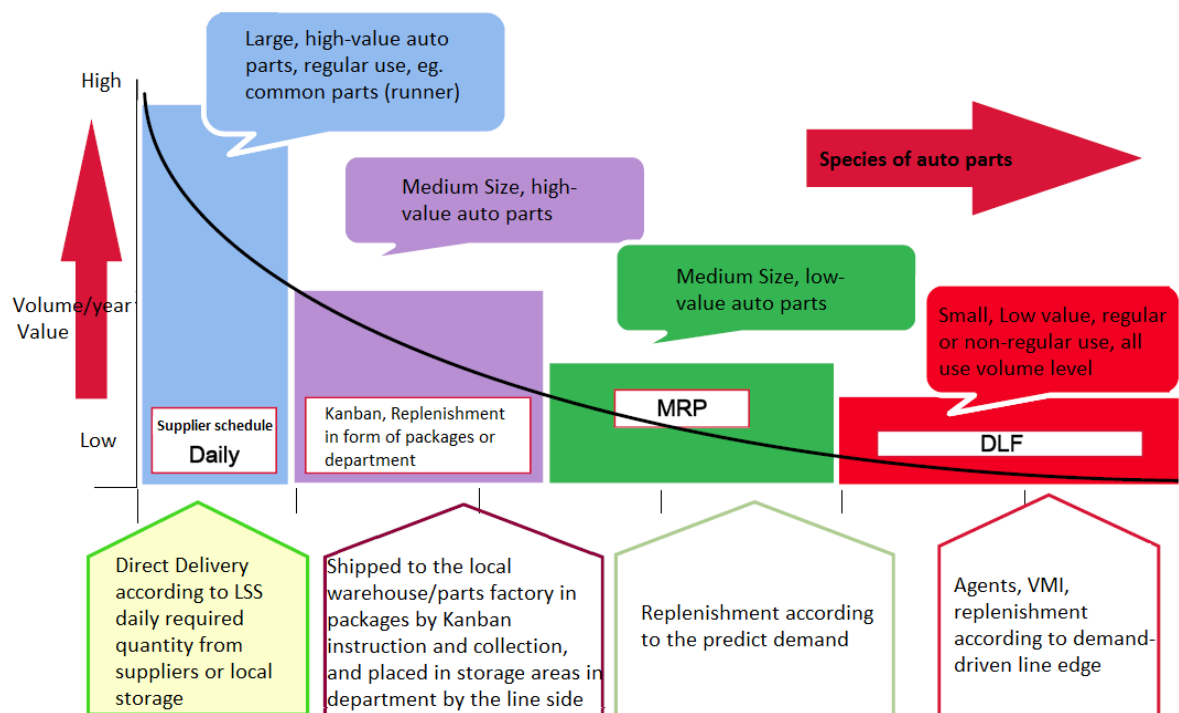 Large, high-value auto
parts, regular use, eg.
common parts (runner)
High
Species of auto parts
Medium Size, high-
value auto parts
Medium Size, low-
value auto parts
Volume/year
Value
Small, Low value, regular
or non-regular use, all
use volume level
Low
Supplier schedule
Daily
Kanban, Replenishment
in form of packages or
department
MRP
DLF
Direct Delivery
according to LSS
daily required
quantity from
suppliers or local
storage
Shipped to the local
warehouse/parts factory in
packages by Kanban
instruction and collection,
and placed in storage areas in
department by the line side
Replenishment according
to the predict demand
Agents, VMI,
replenishment
according to demand-
driven line edge